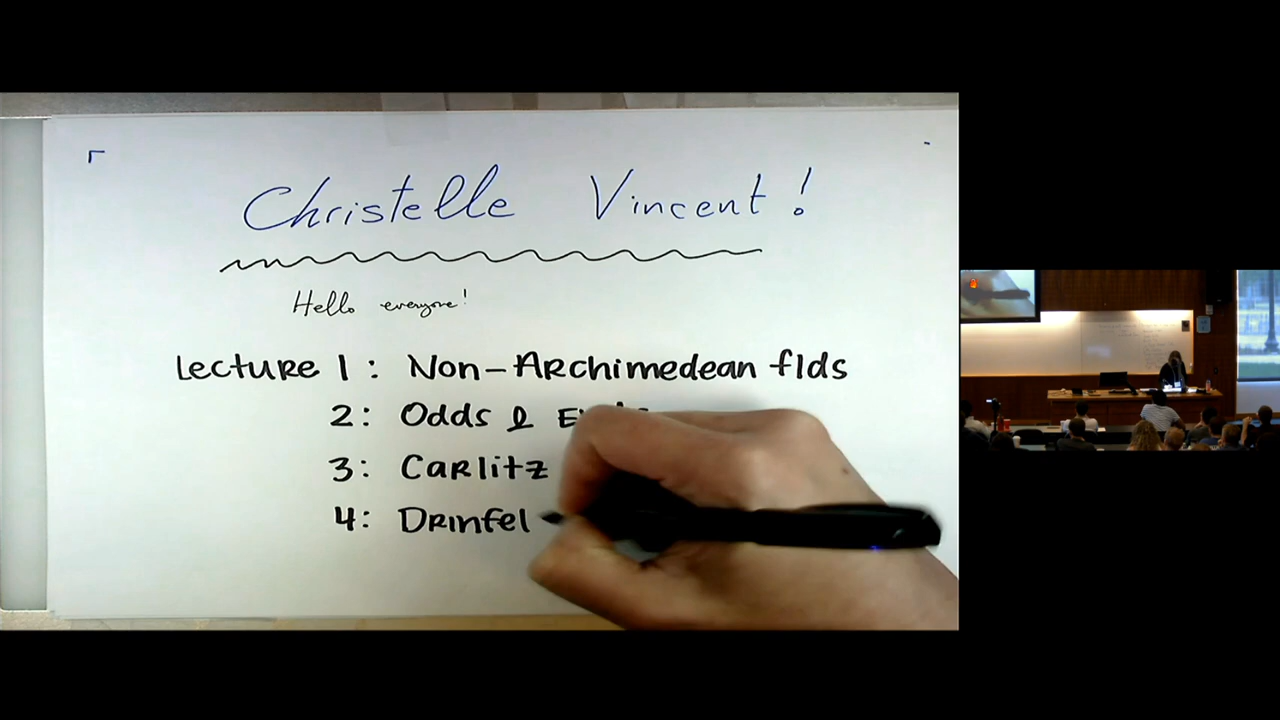 Christelle Vincent!
Hello everyone!
Lecture 1: Non-Archimedean flds
2: Odds &
3: Carlitz
4: Drinfel